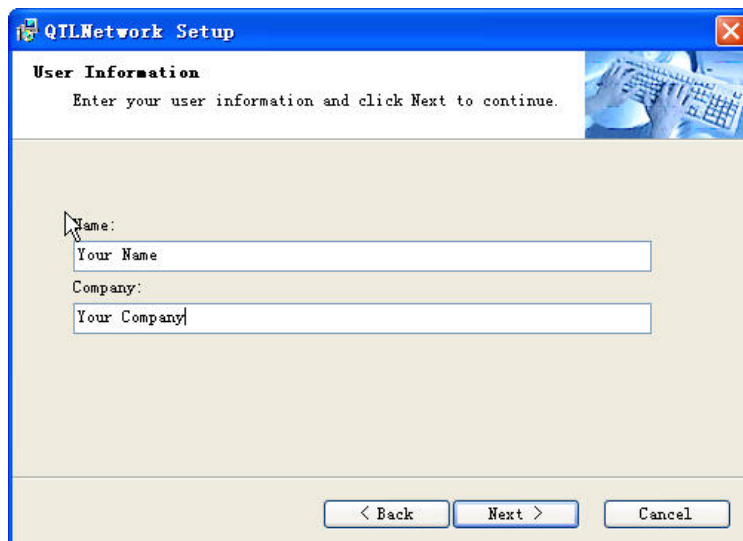 QTLNetwork Setup
User Information
Enter your user information and click Next to continue.
Name:
Your Name
Company:
Your Company
< Back Next > Cancel